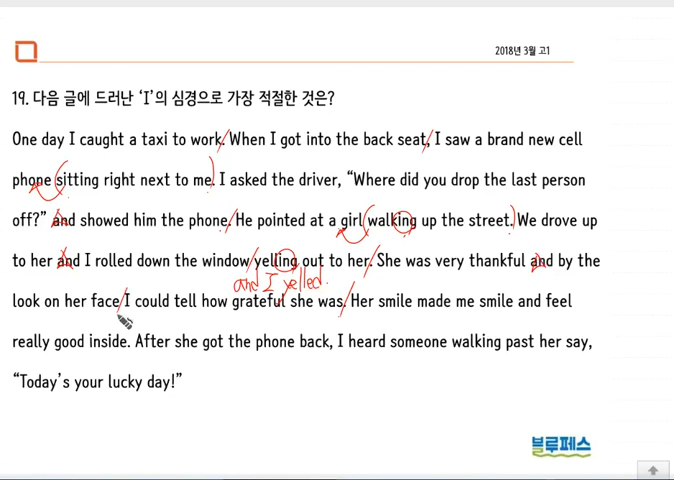 2018년 3월 고1
19. 다음 글에 드러난 ‘I’의 심경으로 가장 적절한 것은?
One day I caught a taxi to work. When I got into the back seat, I saw a brand new cell
phone sitting right next to me. I asked the driver, “Where did you drop the last person
off?” and showed him the phone. He pointed at a girl walking up the street. We drove up
to her and I rolled down the window yelling out to her. She was very thankful and by the
and I yelled.
look on her face I could tell how grateful she was. Her smile made me smile and feel
really good inside. After she got the phone back, I heard someone walking past her say,
“Today’s your lucky day!”
블루페스